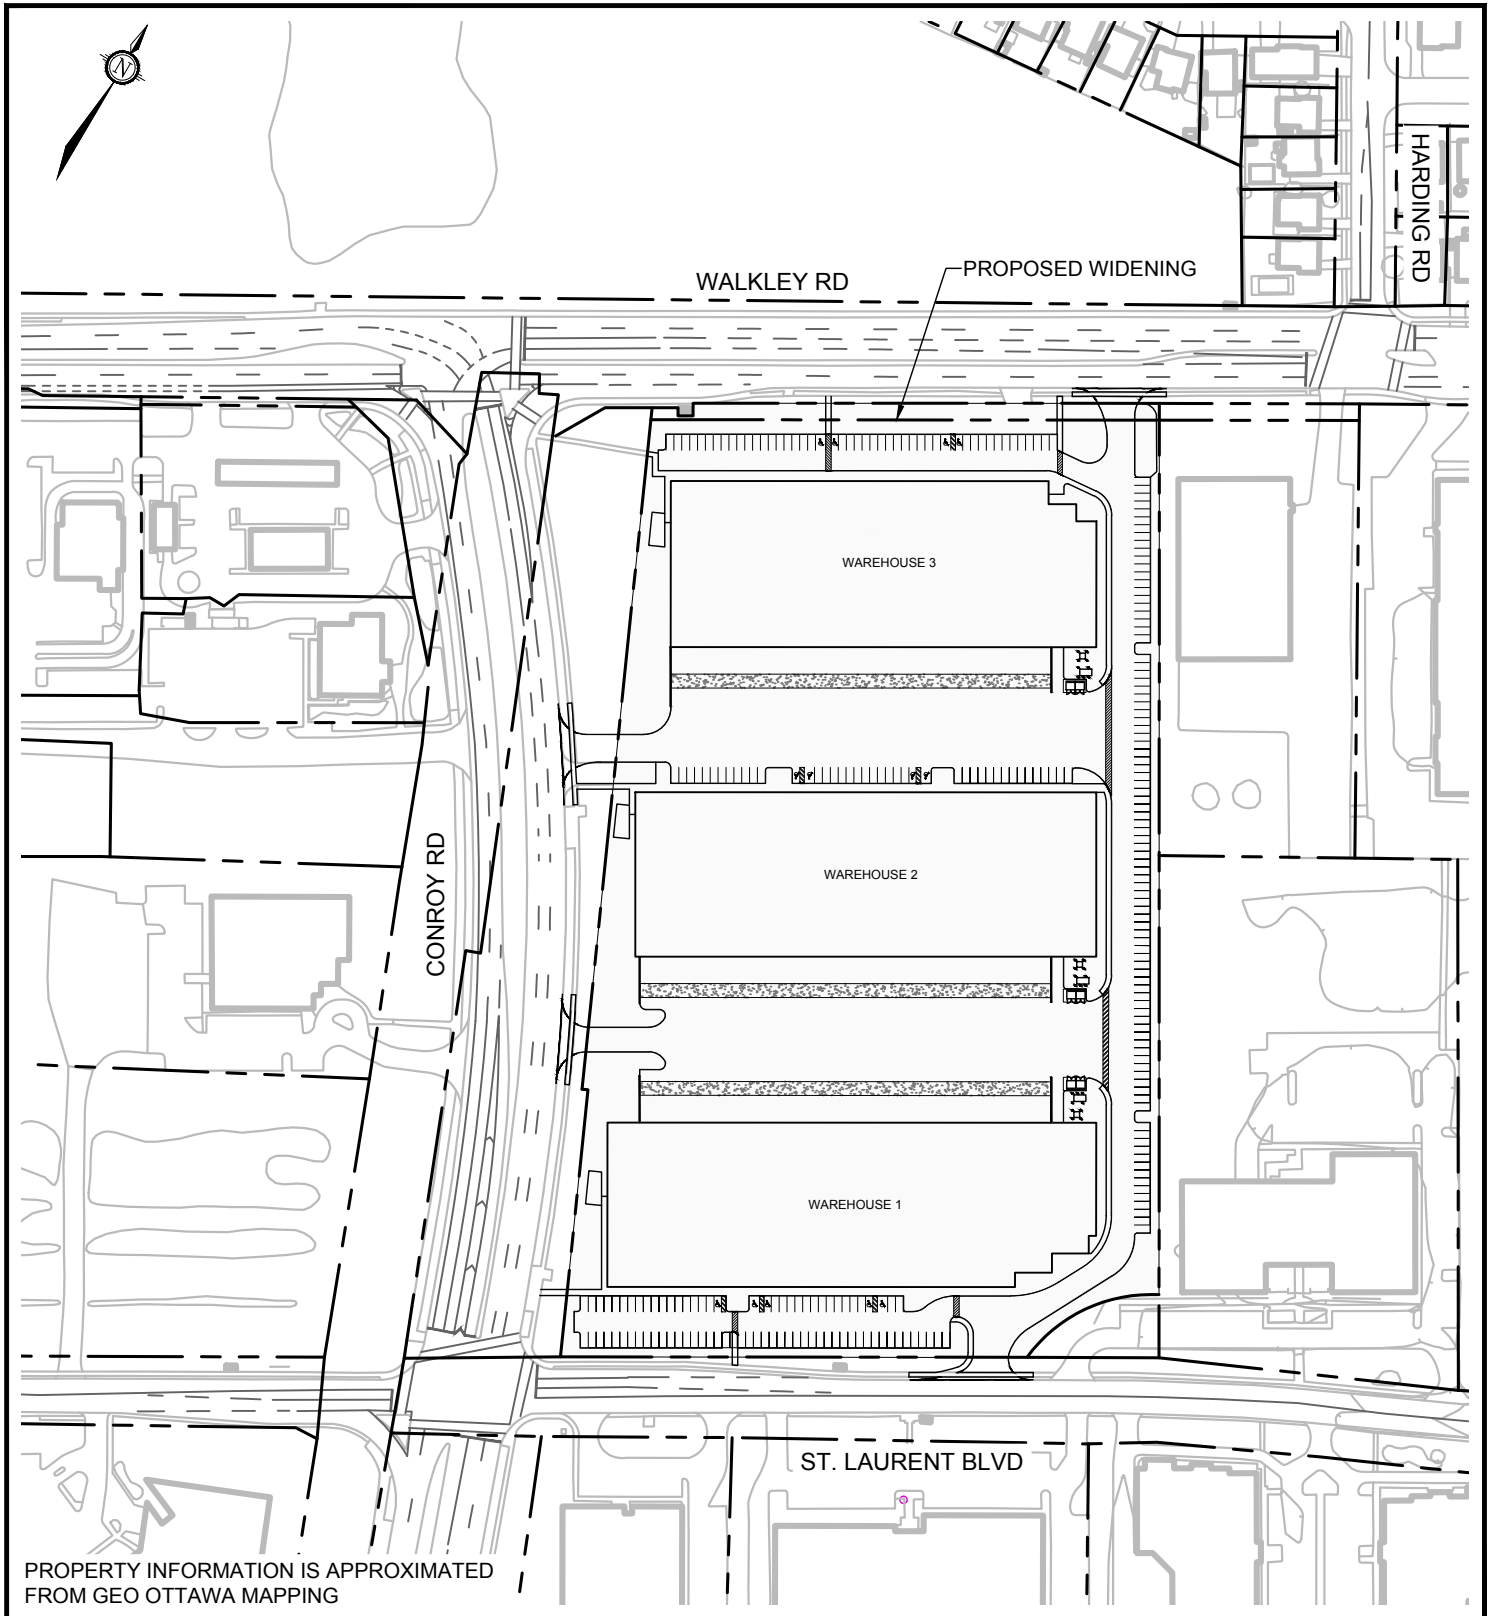 N
HARDING RD
WALKLEY RD
PROPOSED WIDENING
WAREHOUSE 3
CONROY RD
WAREHOUSE 2
WAREHOUSE 1
ST. LAURENT BLVD
PROPERTY INFORMATION IS APPROXIMATED
FROM GEO OTTAWA MAPPING